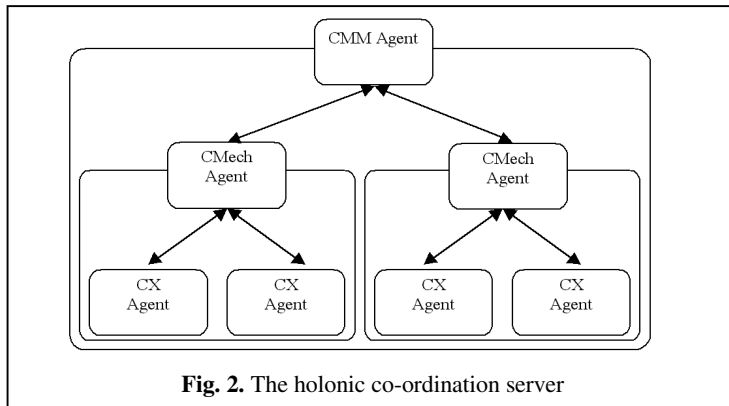 CMM Agent
CMech
Agent
CMech
Agent
CX
Agent
CX
Agent
CX
Agent
CX
Agent
Fig. 2. The holonic co-ordination server